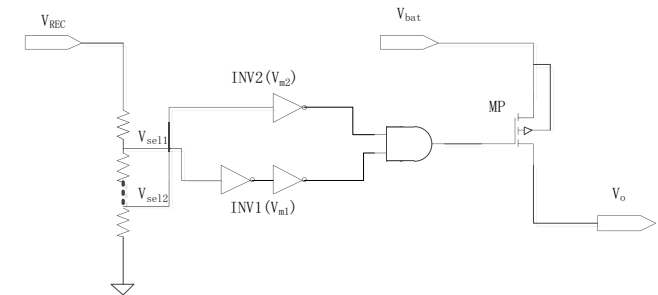 V_REC
V_bat
INV2(V_m2)
MP
V_sel1
V_sel2
INV1(V_m1)
V_o